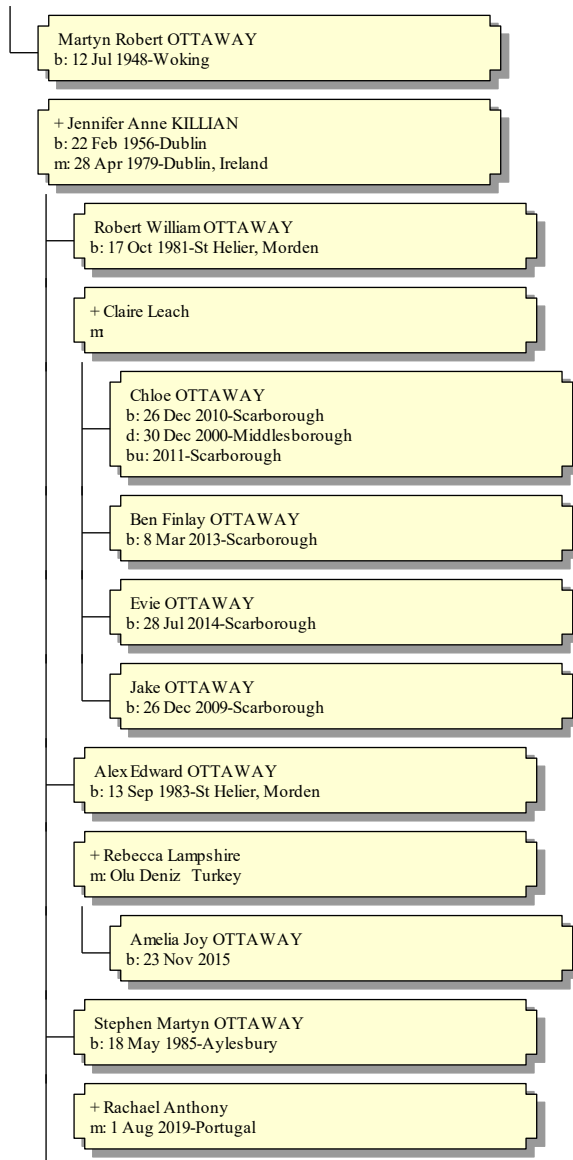 Martyn Robert OTTAWAY
b: 12 Jul 1948-Woking
+ Jennifer Anne KILLIAN
b: 22 Feb 1956-Dublin
m: 28 Apr 1979-Dublin, Ireland
Robert William OTTAWAY
b: 17 Oct 1981-St Helier, Morden
+ Claire Leach
m:
Chloe OTTAWAY
b: 26 Dec 2010-Scarborough
d: 30 Dec 2000-Middlesborough
bu: 2011-Scarborough
Ben Finlay OTTAWAY
b: 8 Mar 2013-Scarborough
Evie OTTAWAY
b: 28 Jul 2014-Scarborough
Jake OTTAWAY
b: 26 Dec 2009-Scarborough
Alex Edward OTTAWAY
b: 13 Sep 1983-St Helier, Morden
+ Rebecca Lampshire
m: Olu Deniz Turkey
Amelia Joy OTTAWAY
b: 23 Nov 2015
Stephen Martyn OTTAWAY
b: 18 May 1985-Aylesbury
+ Rachael Anthony
m: 1 Aug 2019-Portugal